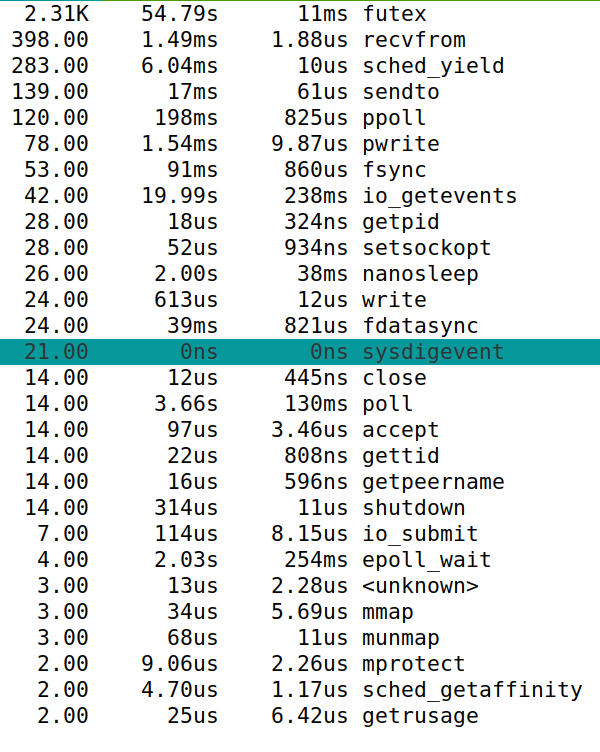 2.31K 54.79s 11ms futex
398.00 1.49ms 1.88us recvfrom
283.00 6.04ms 10us sched_yield
139.00 17ms 61us sendto
120.00 198ms 825us ppoll
78.00 1.54ms 9.87us pwrite
53.00 91ms 860us fsync
42.00 19.99s 238ms io_getevents
28.00 18us 324ns getpid
28.00 52us 934ns setsockopt
26.00 2.00s 38ms nanosleep
24.00 613us 12us write
24.00 39ms 821us fdatasync
21.00 0ns 0ns sysdigevent
14.00 12us 445ns close
14.00 3.66s 130ms poll
14.00 97us 3.46us accept
14.00 22us 808ns gettid
14.00 16us 596ns getpeername
14.00 314us 11us shutdown
7.00 114us 8.15us io_submit
4.00 2.03s 254ms epoll_wait
3.00 13us 2.28us <unknown>
3.00 34us 5.69us mmap
3.00 68us 11us munmap
2.00 9.06us 2.26us mprotect
2.00 4.70us 1.17us sched_getaffinity
2.00 25us 6.42us getrusage